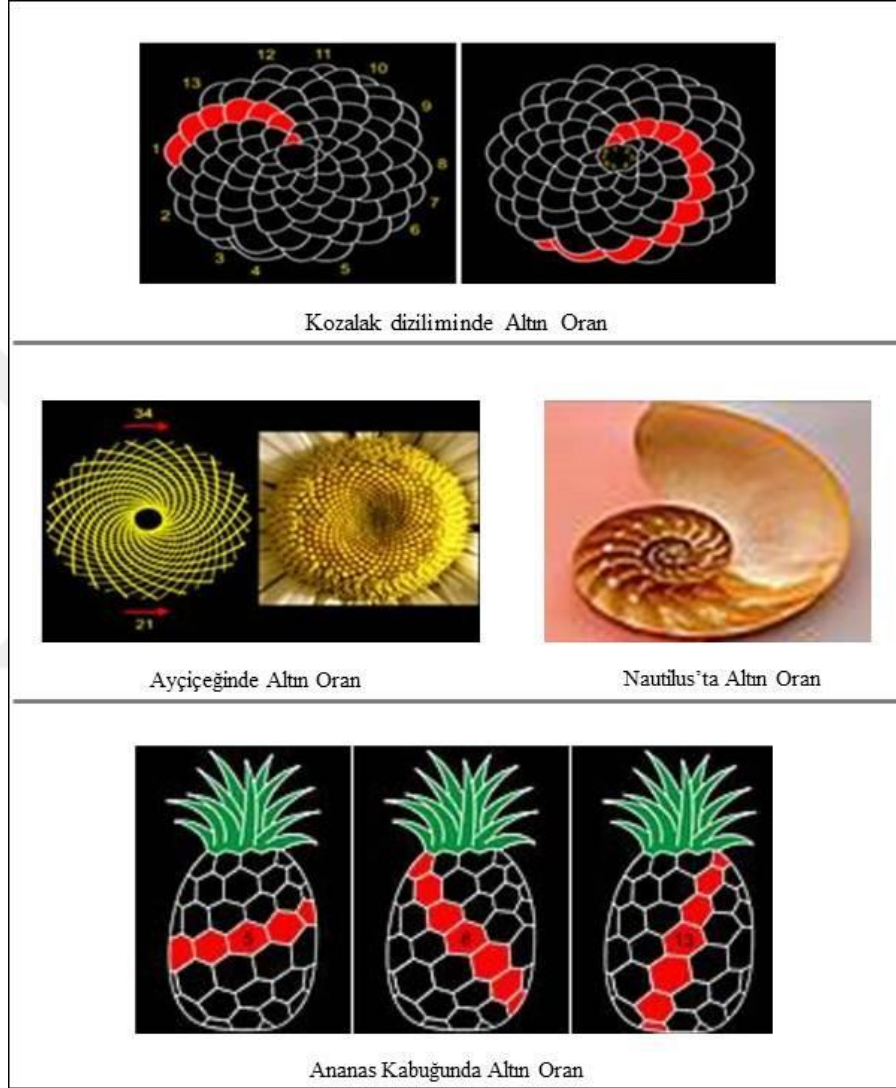 12 11
13 10
9
1
8
2 7
6
3
4 5
Kozalak diziliminde Altın Oran
34
21
Ayçiçeğinde Altın Oran
Nautilus’ta Altın Oran
5 8 13
Ananas Kabuğunda Altın Oran